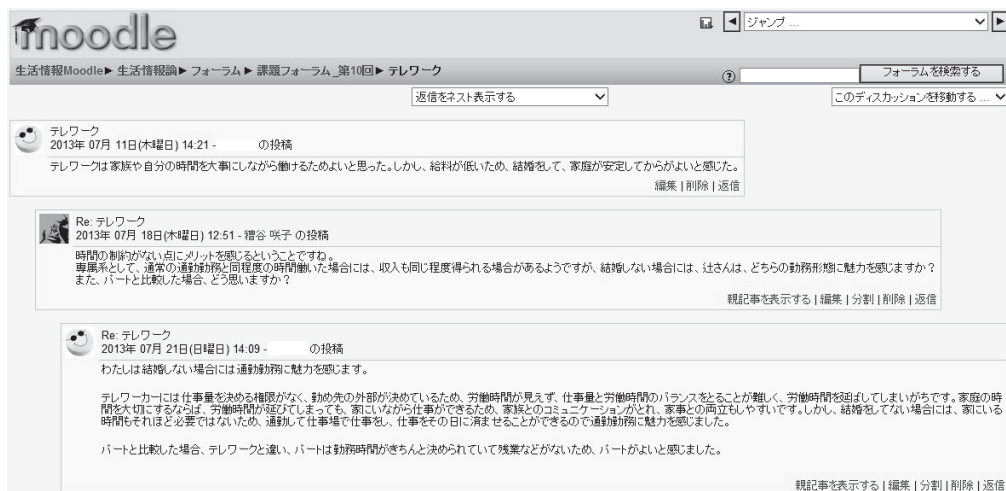 moodle
ジャンプ ...
生活情報Moodle► 生活情報論► フォーラム► 課題フォーラム_第10回► テレワーク
フォーラムを検索する
返信をネスト表示する
このディスカッションを移動する ...
テレワーク
2013年 07月 11日(木曜日) 14:21 - の投稿
テレワークは家族や自分の時間を大事にしながら働けるためよいと思った。しかし、給料が低いため、結婚をして、家庭が安定してからがよいと感じた。
編集 | 削除 | 返信
Re: テレワーク
2013年 07月 18日(木曜日) 12:51 - 糟谷 咲子 の投稿
時間の制約がない点にメリットを感じるということですね。
専属系として、通常の通勤勤務と同程度の時間働いた場合には、収入も同じ程度得られる場合があるようですが、結婚しない場合には、辻さんは、どちらの勤務形態に魅力を感じますか？
また、パートと比較した場合、どう思いますか？
親記事を表示する | 編集 | 分割 | 削除 | 返信
Re: テレワーク
2013年 07月 21日(日曜日) 14:09 - の投稿
わたしは結婚しない場合には通勤勤務に魅力を感じます。
テレワーカーには仕事量を決める権限がなく、勤め先の外部が決めているため、労働時間が見えず、仕事量と労働時間のバランスをとることが難しく、労働時間を延ばしてしまいがちです。家庭の時
間を大切にするならば、労働時間が延びてしまっても、家にいながら仕事ができるため、家族とのコミュニケーションがとれ、家事との両立もしやすいです。しかし、結婚をしてない場合には、家にいる
時間もそれほど必要ではないため、通勤して仕事場で仕事をし、仕事をその日に済ませることができるので通勤勤務に魅力を感じました。
パートと比較した場合、テレワークと違い、パートは勤務時間がきちんと決められていて残業などがないため、パートがよいと感じました。
親記事を表示する | 編集 | 分割 | 削除 | 返信